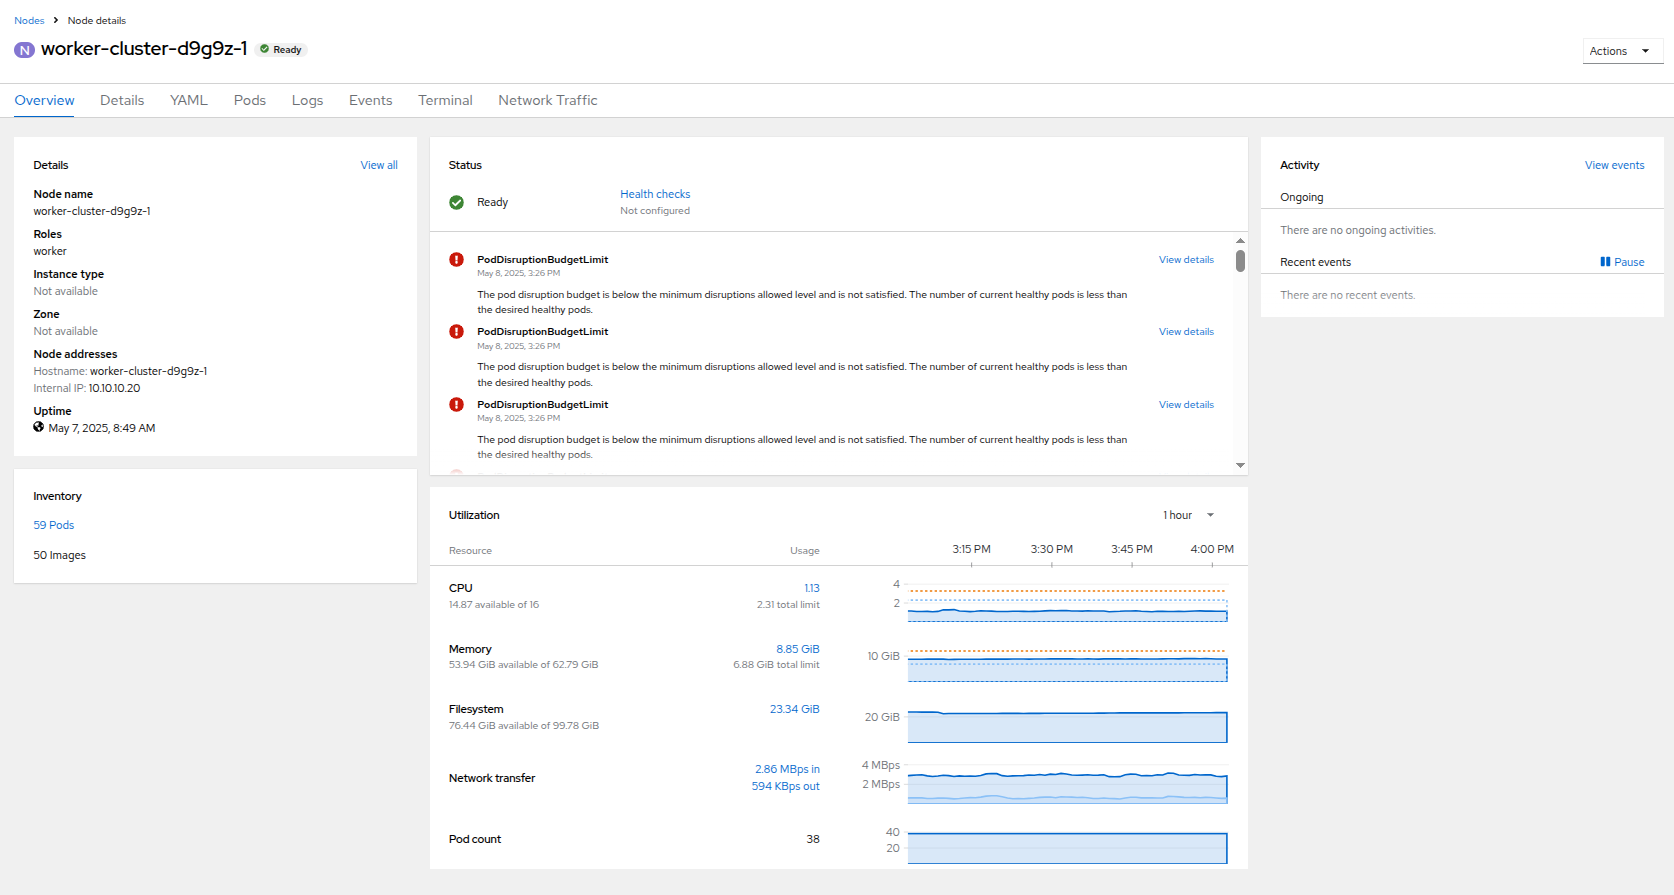 Nodes > Node details
N worker-cluster-d9g9z-1 Ready
Actions
Overview Details YAML Pods Logs Events Terminal Network Traffic
Details View all
Node name
worker-cluster-d9g9z-1
Roles
worker
Instance type
Not available
Zone
Not available
Node addresses
Hostname: worker-cluster-d9g9z-1
Internal IP: 10.10.10.20
Uptime
May 7, 2025, 8:49 AM
Inventory
59 Pods
50 Images
Status
Ready
Health checks
Not configured
PodDisruptionBudgetLimit View details
May 8, 2025, 3:26 PM
The pod disruption budget is below the minimum disruptions allowed level and is not satisfied. The number of current healthy pods is less than
the desired healthy pods.
PodDisruptionBudgetLimit View details
May 8, 2025, 3:26 PM
The pod disruption budget is below the minimum disruptions allowed level and is not satisfied. The number of current healthy pods is less than
the desired healthy pods.
PodDisruptionBudgetLimit View details
May 8, 2025, 3:26 PM
The pod disruption budget is below the minimum disruptions allowed level and is not satisfied. The number of current healthy pods is less than
the desired healthy pods.
Utilization 1 hour
Resource Usage 3:15 PM 3:30 PM 3:45 PM 4:00 PM
CPU 1.13 4
14.87 available of 16 2.31 total limit 2
Memory 8.85 GiB 10 GiB
53.94 GiB available of 62.79 GiB 6.88 GiB total limit
Filesystem 23.34 GiB 20 GiB
76.44 GiB available of 99.78 GiB
Network transfer
2.86 MBps in 4 MBps
594 KBps out 2 MBps
Pod count 38 40
20
Activity View events
Ongoing
There are no ongoing activities.
Recent events Pause
There are no recent events.